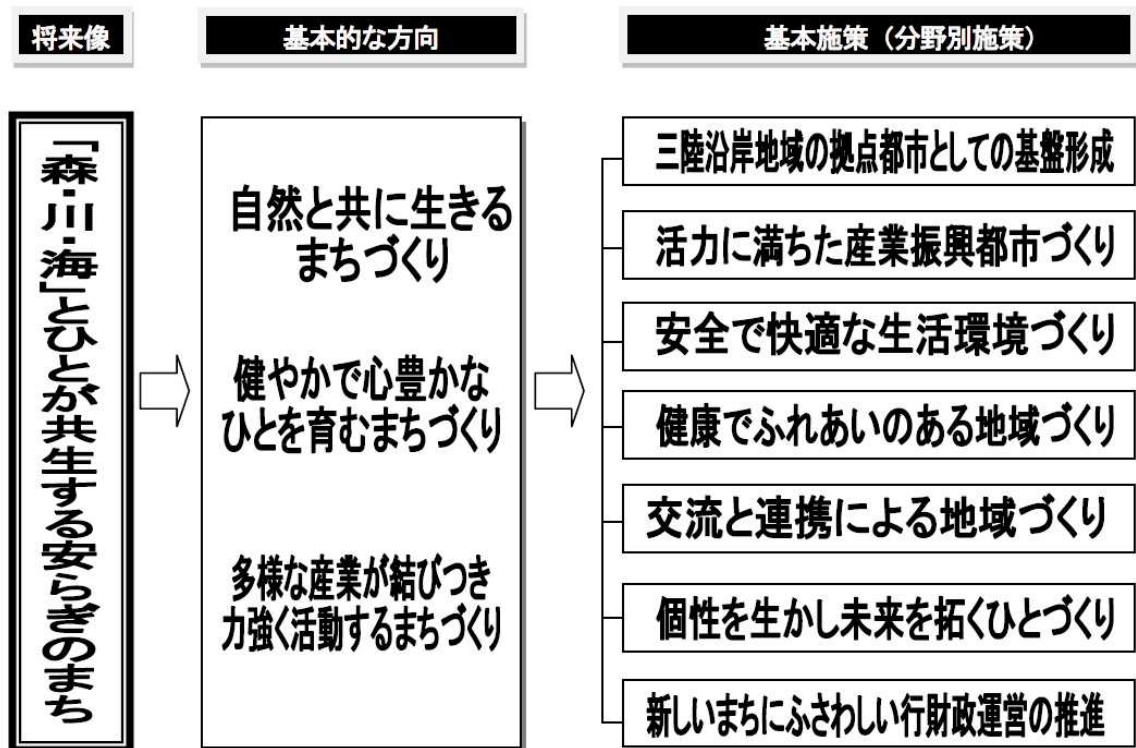 将来像
基本的な方向
基本施策（分野別施策）
「森・川・海」とひとが共生する安らぎのまち
自然と共に生きる
まちづくり
健やかで心豊かな
ひとを育むまちづくり
多様な産業が結びつき
力強く活動するまちづくり
三陸沿岸地域の拠点都市としての基盤形成
活力に満ちた産業振興都市づくり
安全で快適な生活環境づくり
健康でふれあいのある地域づくり
交流と連携による地域づくり
個性を生かし未来を拓くひとづくり
新しいまちにふさわしい行財政運営の推進